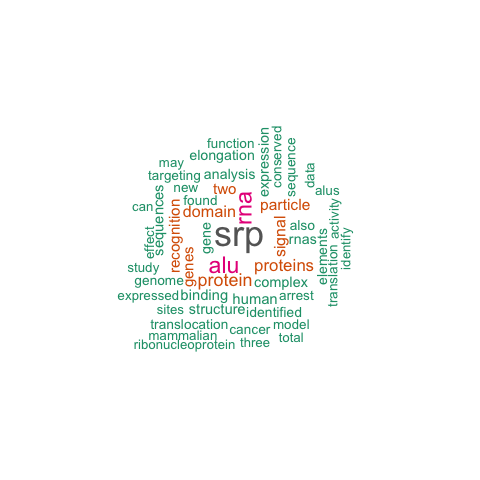 function
elongation
may
targeting analysis
new two
can found
domain
rna
particle
expression
conserved
sequence
data
alus
activity
sequences
effect
recognition
gene
srp
signal
also
rnas
elements
translation
identify
study
genes
alu
proteins
genome protein complex
expressed binding human arrest
sites structure identified
translocation cancer model
mammalian
ribonucleoprotein three total